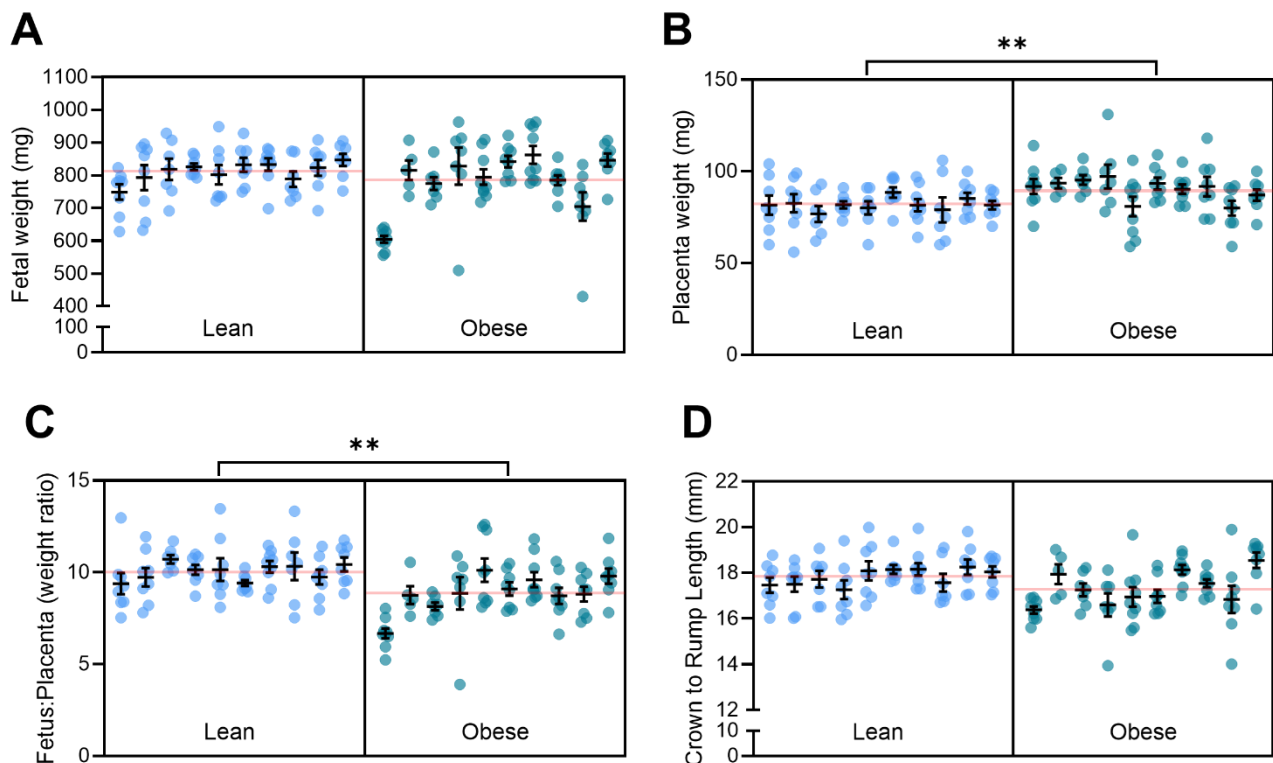 A
Fetal weight (mg)
1100
1000
900
800
700
600
500
400
100
0
Lean
Obese
B
**
Placenta weight (mg)
150
100
50
0
Lean
Obese
C
**
Fetus:Placenta (weight ratio)
15
10
5
0
Lean
Obese
D
Crown to Rump Length (mm)
22
20
18
16
14
12
10
0
Lean
Obese